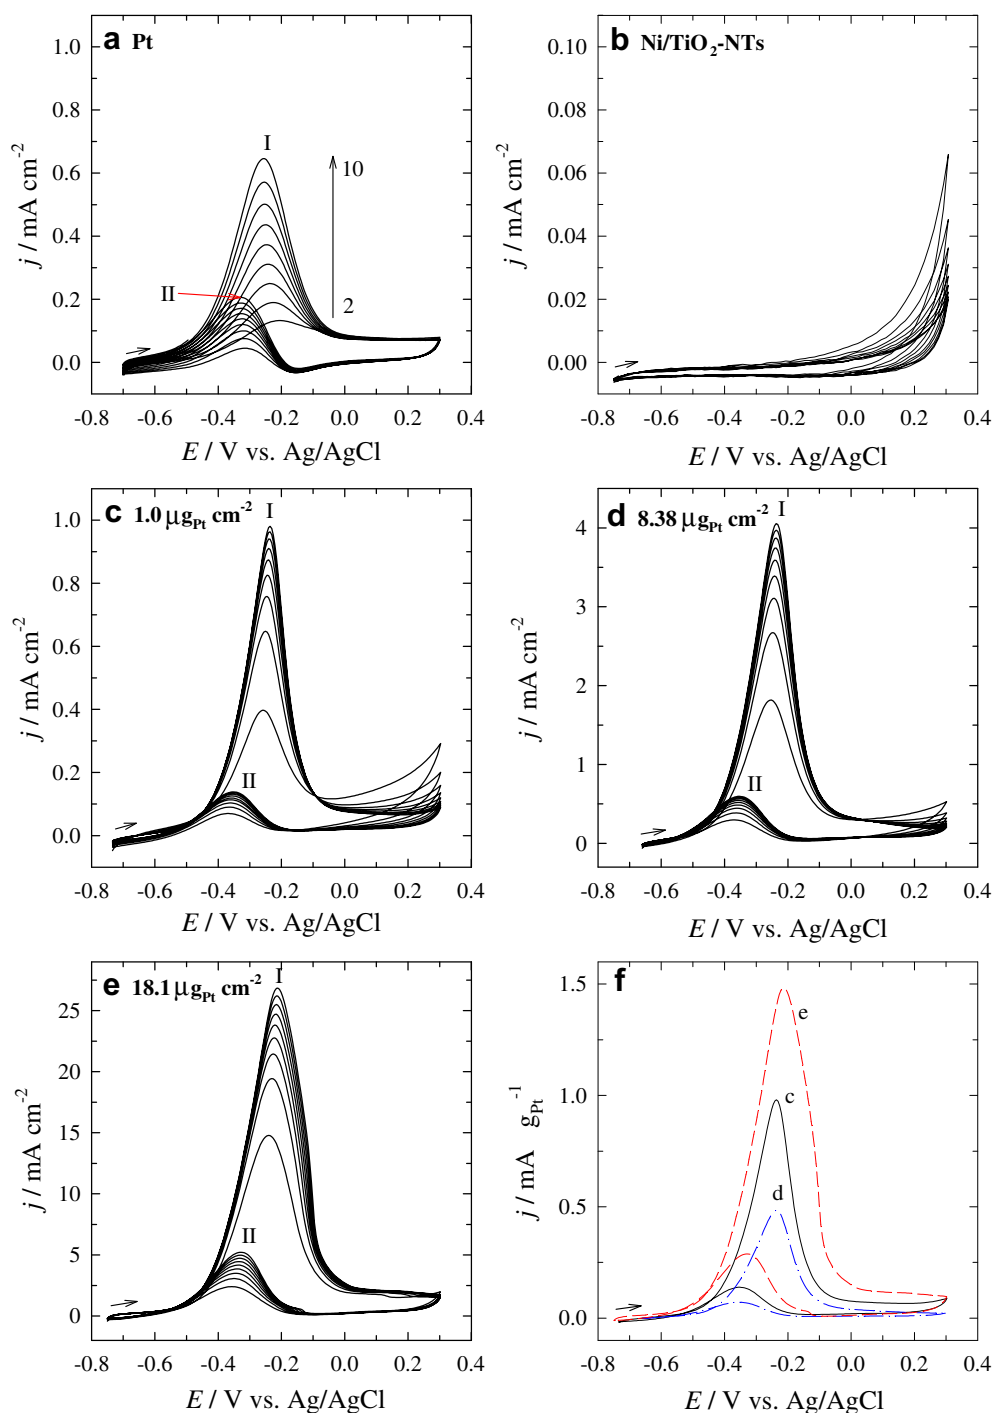 a Pt
1.0
0.8
0.6
0.4
0.2
0.0
j / mA cm-2
I
10
II
2
-0.8 -0.6 -0.4 -0.2 0.0 0.2 0.4
E / V vs. Ag/AgCl
b Ni/TiO2-NTs
0.10
0.08
0.06
0.04
0.02
0.00
j / mA cm-2
-0.8 -0.6 -0.4 -0.2 0.0 0.2 0.4
E / V vs. Ag/AgCl
c 1.0 μgPt cm-2
1.0
0.8
0.6
0.4
0.2
0.0
j / mA cm-2
I
II
-0.8 -0.6 -0.4 -0.2 0.0 0.2 0.4
E / V vs. Ag/AgCl
d 8.38 μgPt cm-2
4
3
2
1
0
j / mA cm-2
I
II
-0.8 -0.6 -0.4 -0.2 0.0 0.2 0.4
E / V vs. Ag/AgCl
e 18.1 μgPt cm-2
25
20
15
10
5
0
j / mA cm-2
I
II
-0.8 -0.6 -0.4 -0.2 0.0 0.2 0.4
E / V vs. Ag/AgCl
f
1.5
1.0
0.5
0.0
j / mA gPt-1
e
c
d
-0.8 -0.6 -0.4 -0.2 0.0 0.2 0.4
E / V vs. Ag/AgCl